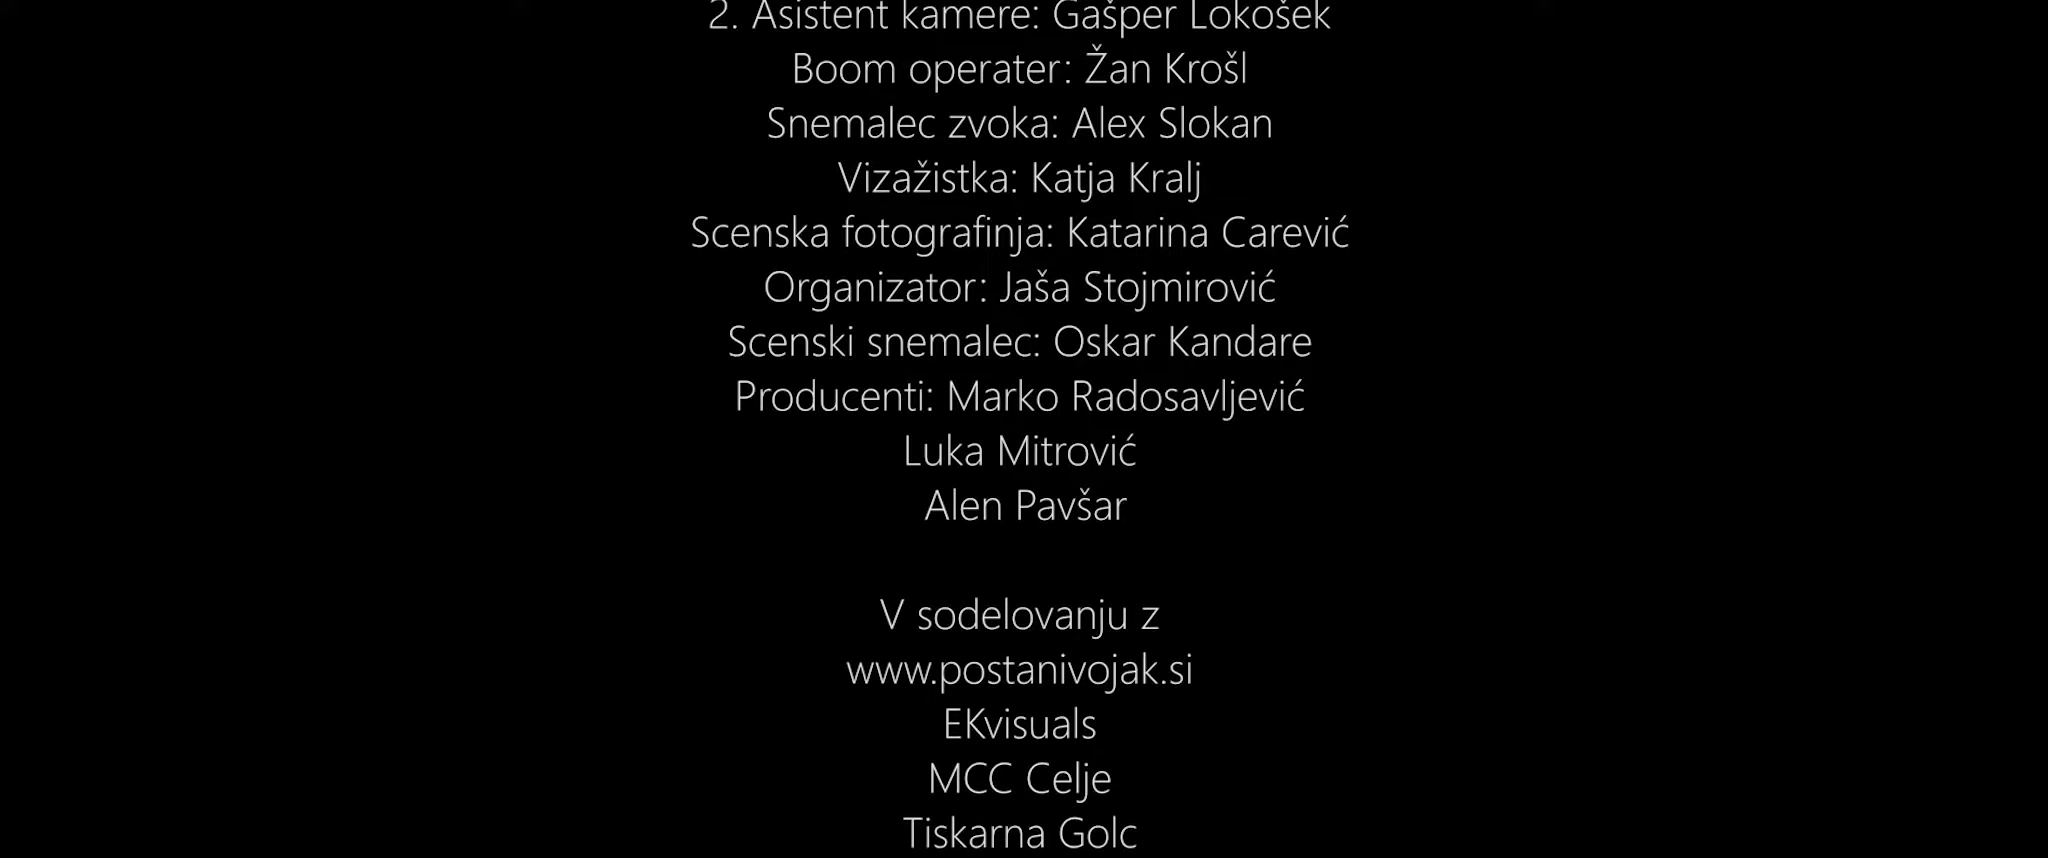 2. Asistent kamere: Gašper Lokošek
Boom operater: Žan Krošl
Snemalec zvoka: Alex Slokan
Vizažistka: Katja Kralj
Scenska fotografinja: Katarina Carević
Organizator: Jaša Stojmirović
Scenski snemalec: Oskar Kandare
Producenti: Marko Radosavljević
Luka Mitrović
Alen Pavšar
V sodelovanju z
www.postanivojak.si
EKvisuals
MCC Celje
Tiskarna Golc